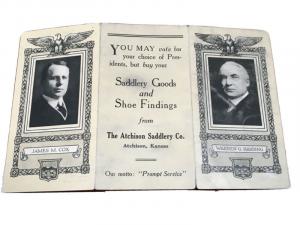 YOU MAY vote for
your choice of Pres-
idents, but buy your
Saddlery Goods
and
Shoe Findings
from
The Atchison Saddlery Co.
Atchison, Kansas
Our motto: "Prompt Service"
JAMES M. COX
WARREN G. HARDING